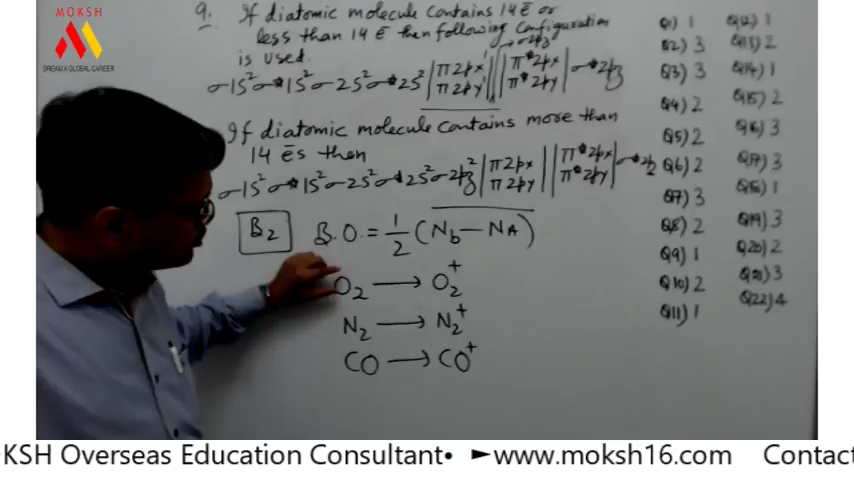 MOKSH
DREAM A GLOBAL CAREER
9. If diatomic molecule contains 14 ē or
less than 14 ē then following configuration
is used.
σ1s² σ*1s² σ2s² σ*2s² |π2px¹ π2py¹| σ2pz |π*2px π*2py| σ*2pz
If diatomic molecule contains more than
14 ēs then
σ1s² σ*1s² σ2s² σ*2s² σ2pz² |π2px π2py| |π*2px π*2py| σ*2pz
B₂ B.O. = 1/2 (Nb — NA)
O₂ → O₂⁺
N₂ → N₂⁺
CO → CO⁺
Q1) 1
Q2) 3
Q3) 3
Q4) 2
Q5) 2
Q6) 2
Q7) 3
Q8) 2
Q9) 1
Q10) 2
Q11) 1
Q12) 1
Q13) 2
Q14) 1
Q15) 2
Q16) 3
Q17) 3
Q18) 1
Q19) 3
Q20) 2
Q21) 3
Q22) 4
KSH Overseas Education Consultant• ►www.moksh16.com Contact